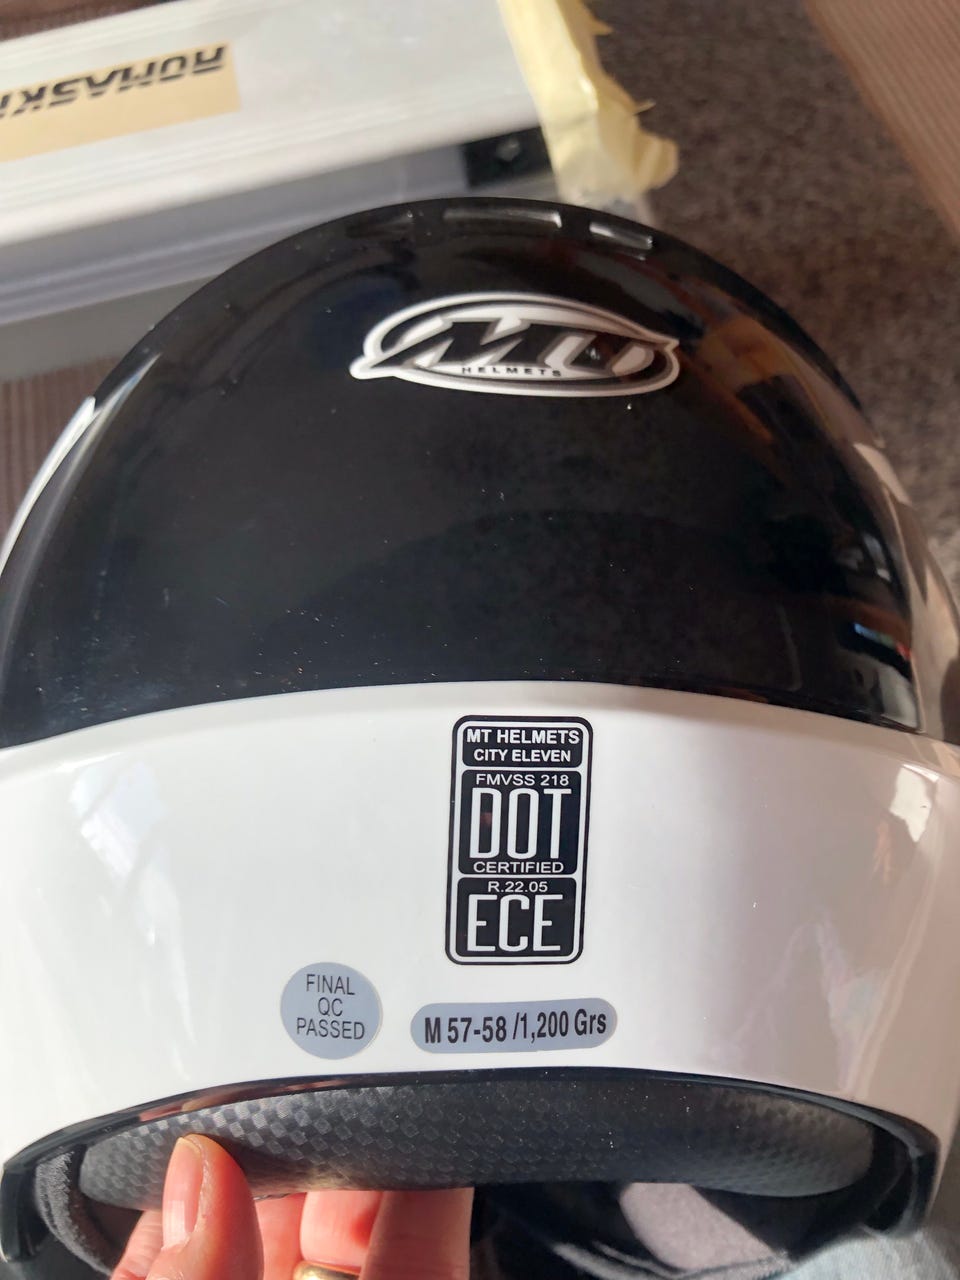 ROMASKI
MT
HELMETS
MT HELMETS
CITY ELEVEN
FMVSS 218
DOT
CERTIFIED
R.22.05
ECE
FINAL
QC
PASSED
M 57-58 /1,200 Grs